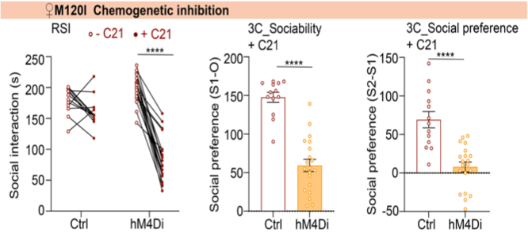 ♀M120I Chemogenetic inhibition
RSI
- C21 + C21
Social interaction (s)
250
200
150
100
50
0
****
Ctrl hM4Di
3C_Sociability
+ C21
Social preference (S1-O)
200
150
100
50
0
****
Ctrl hM4Di
3C_Social preference
+ C21
Social preference (S2-S1)
150
100
50
0
-50
****
Ctrl hM4Di